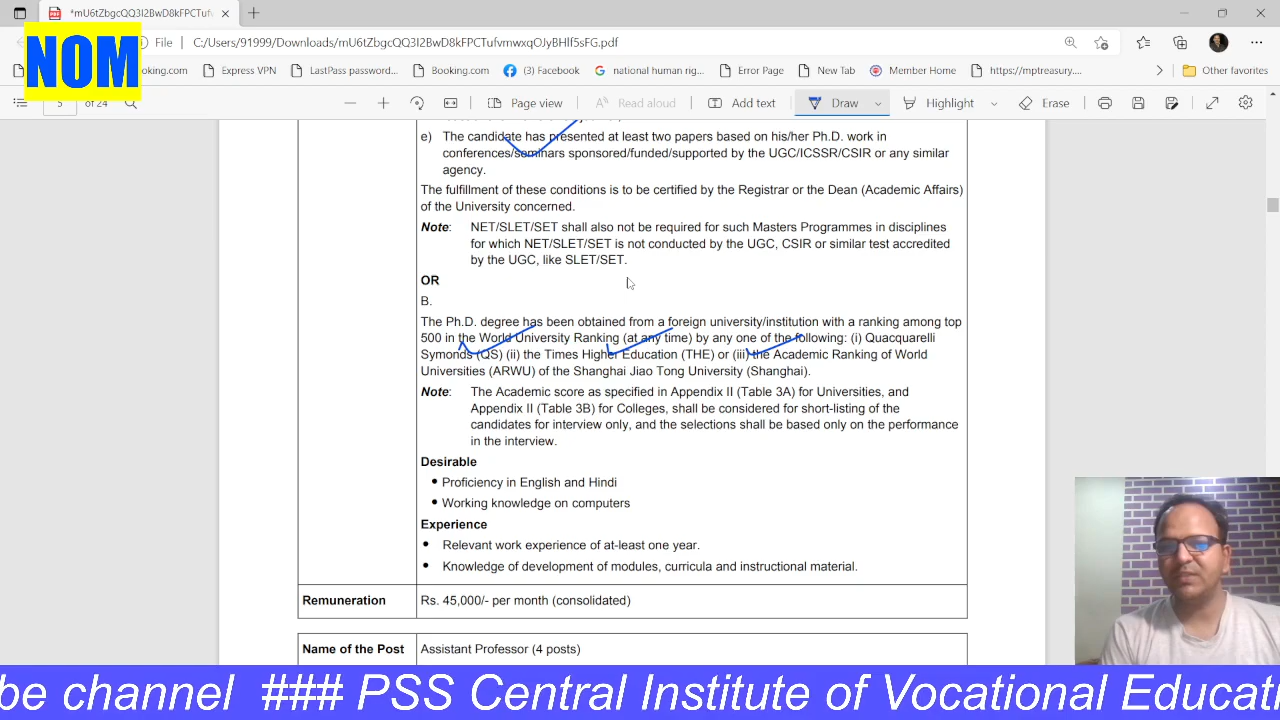 *mU6tZbgcQQ3I2BwD8kFPCTufv
NOM
File
C:/Users/91999/Downloads/mU6tZbgcQQ3I2BwD8kFPCTufvmwxqOJyBHIf5sFG.pdf
oking.com
Express VPN
LastPass password...
Booking.com
(3) Facebook
national human rig...
Error Page
New Tab
Member Home
https://mptreasury....
Other favorites
5 of 24
Page view
Read aloud
Add text
Draw
Highlight
Erase
e) The candidate has presented at least two papers based on his/her Ph.D. work in
conferences/seminars sponsored/funded/supported by the UGC/ICSSR/CSIR or any similar
agency.
The fulfillment of these conditions is to be certified by the Registrar or the Dean (Academic Affairs)
of the University concerned.
Note: NET/SLET/SET shall also not be required for such Masters Programmes in disciplines
for which NET/SLET/SET is not conducted by the UGC, CSIR or similar test accredited
by the UGC, like SLET/SET.
OR
B.
The Ph.D. degree has been obtained from a foreign university/institution with a ranking among top
500 in the World University Ranking (at any time) by any one of the following: (i) Quacquarelli
Symonds (QS) (ii) the Times Higher Education (THE) or (iii) the Academic Ranking of World
Universities (ARWU) of the Shanghai Jiao Tong University (Shanghai).
Note: The Academic score as specified in Appendix II (Table 3A) for Universities, and
Appendix II (Table 3B) for Colleges, shall be considered for short-listing of the
candidates for interview only, and the selections shall be based only on the performance
in the interview.
Desirable
• Proficiency in English and Hindi
• Working knowledge on computers
Experience
• Relevant work experience of at-least one year.
• Knowledge of development of modules, curricula and instructional material.
Remuneration Rs. 45,000/- per month (consolidated)
Name of the Post Assistant Professor (4 posts)
be channel ### PSS Central Institute of Vocational Educati